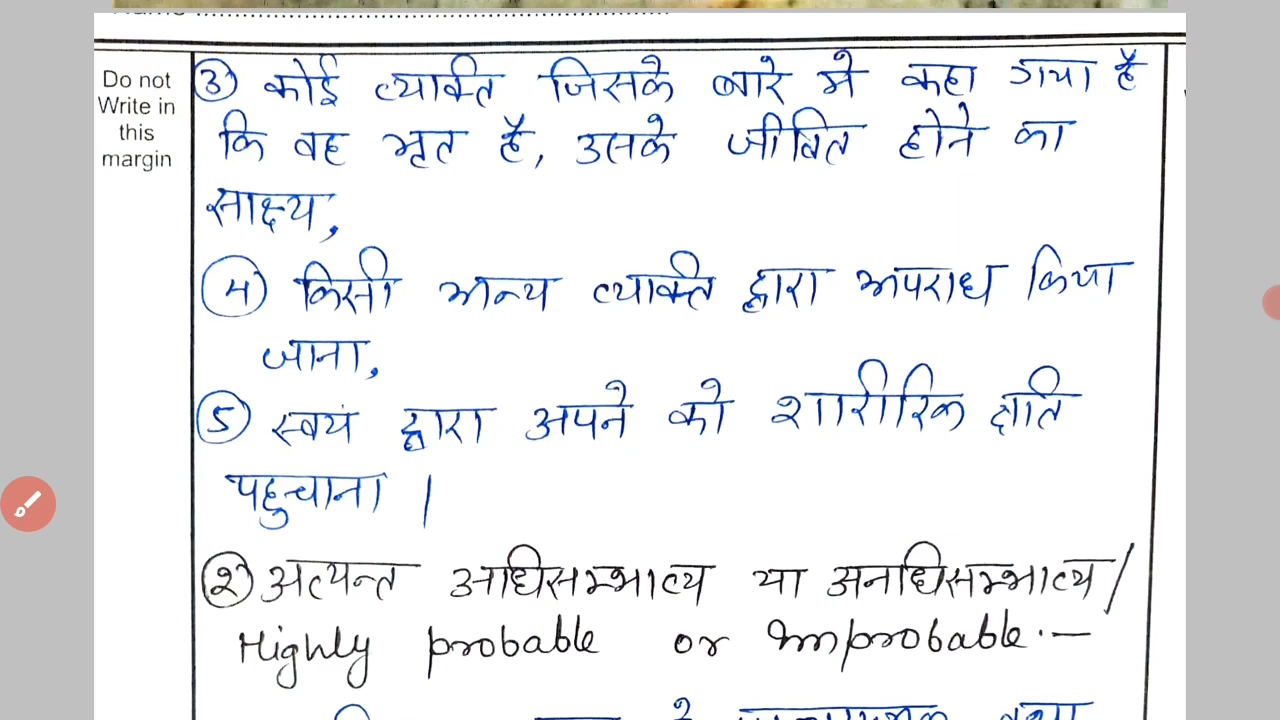 Do not
Write in
this
margin
③ कोई व्यक्ति जिसके बारे मे कहा गया है
कि वह मृत है, उसके जीवित होने का
साक्ष्य,
④ किसी अन्य व्यक्ति द्वारा अपराध किया
जाना,
⑤ स्वयं द्वारा अपने को शारीरिक क्षति
पहुचाना ।
② अत्यन्त अधिसम्भाव्य या अनधिसम्भाव्य/
Highly probable or Improbable:—